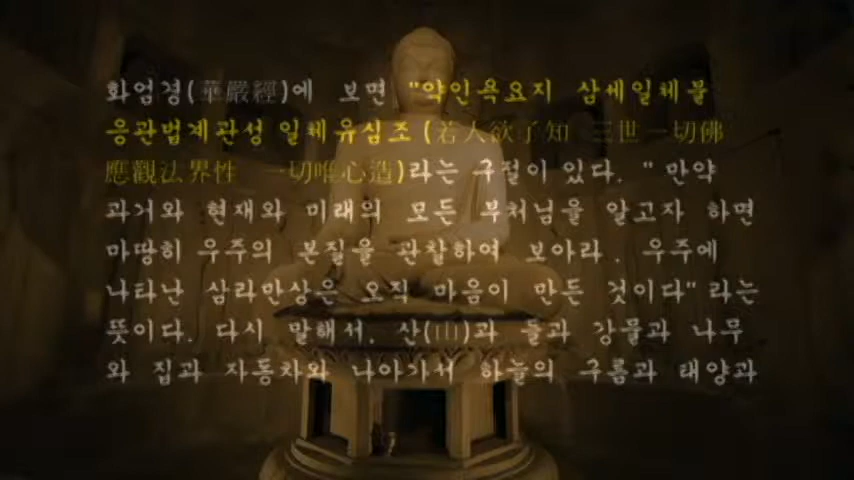 화엄경(華嚴經)에 보면 "약인욕요지 삼세일체불
응관법계관성 일체유심조 (若人欲了知 三世一切佛
應觀法界性 一切唯心造)라는 구절이 있다. " 만약
과거와 현재와 미래의 모든 부처님을 알고자 하면
마땅히 우주의 본질을 관찰하여 보아라 . 우주에
나타난 삼라만상은 오직 마음이 만든 것이다" 라는
뜻이다. 다시 말해서, 산(山)과 들과 강물과 나무
와 집과 자동차와 나아가서 하늘의 구름과 태양과